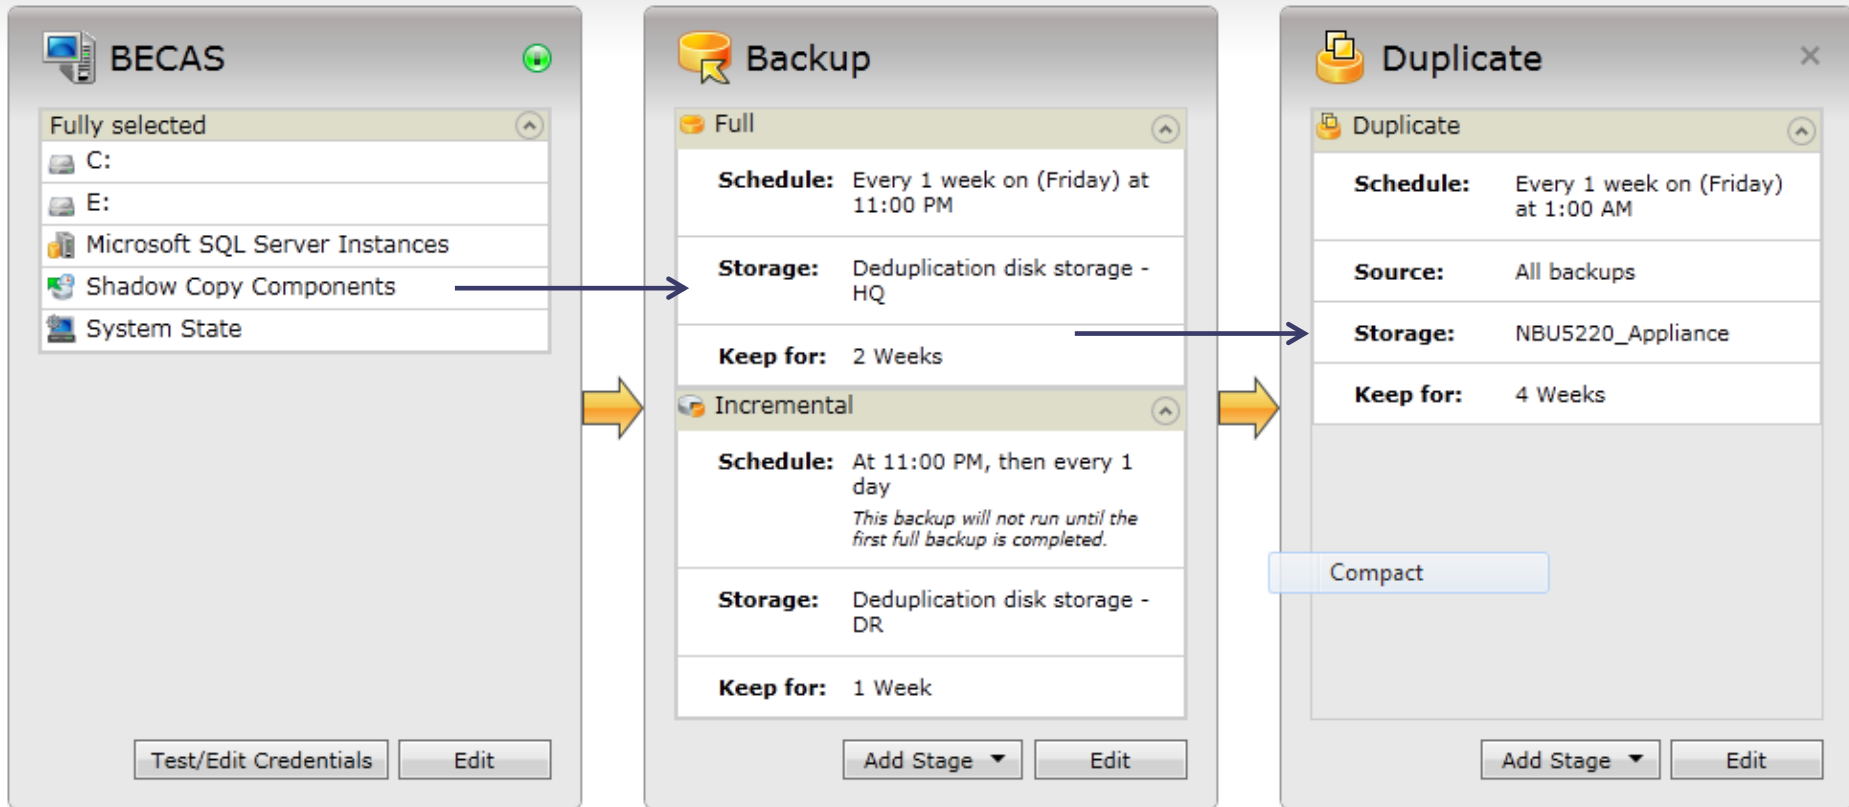 BECAS
Fully selected
C:
E:
Microsoft SQL Server Instances
Shadow Copy Components
System State
Test/Edit Credentials
Edit
Backup
Full
Schedule: Every 1 week on (Friday) at
11:00 PM
Storage: Deduplication disk storage -
HQ
Keep for: 2 Weeks
Incremental
Schedule: At 11:00 PM, then every 1
day
This backup will not run until the
first full backup is completed.
Storage: Deduplication disk storage -
DR
Keep for: 1 Week
Add Stage
Edit
Duplicate
Duplicate
Schedule: Every 1 week on (Friday)
at 1:00 AM
Source: All backups
Storage: NBU5220_Appliance
Keep for: 4 Weeks
Compact
Add Stage
Edit